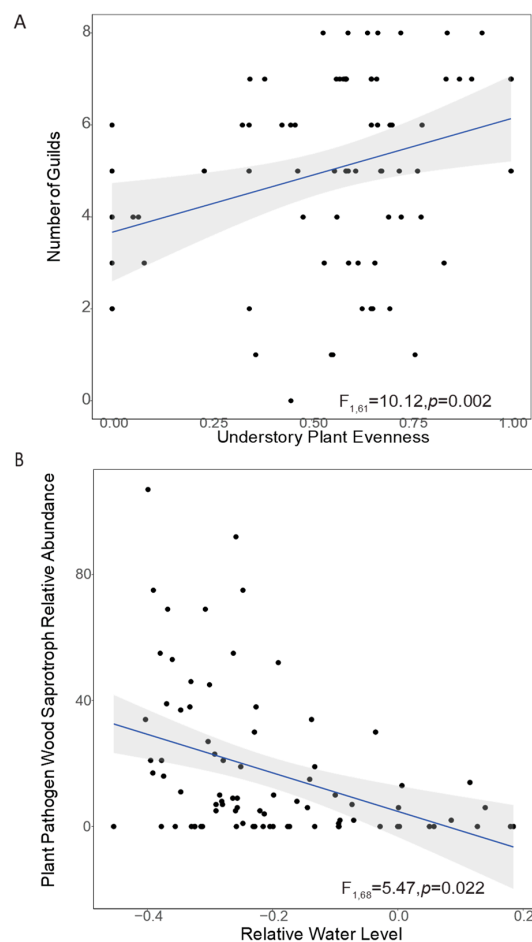 A
8
6
4
2
0
Number of Guilds
F1,61=10.12,p=0.002
0.00 0.25 0.50 0.75 1.00
Understory Plant Evenness
B
80
40
0
Plant Pathogen Wood Saprotroph Relative Abundance
F1,68=5.47,p=0.022
−0.4 −0.2 0.0 0.2
Relative Water Level